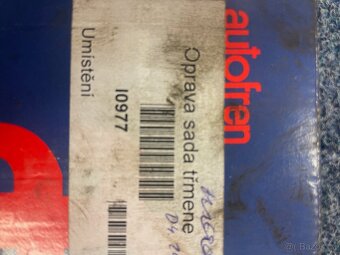 autofren
Oprava sada třmene
I0977
Umístění